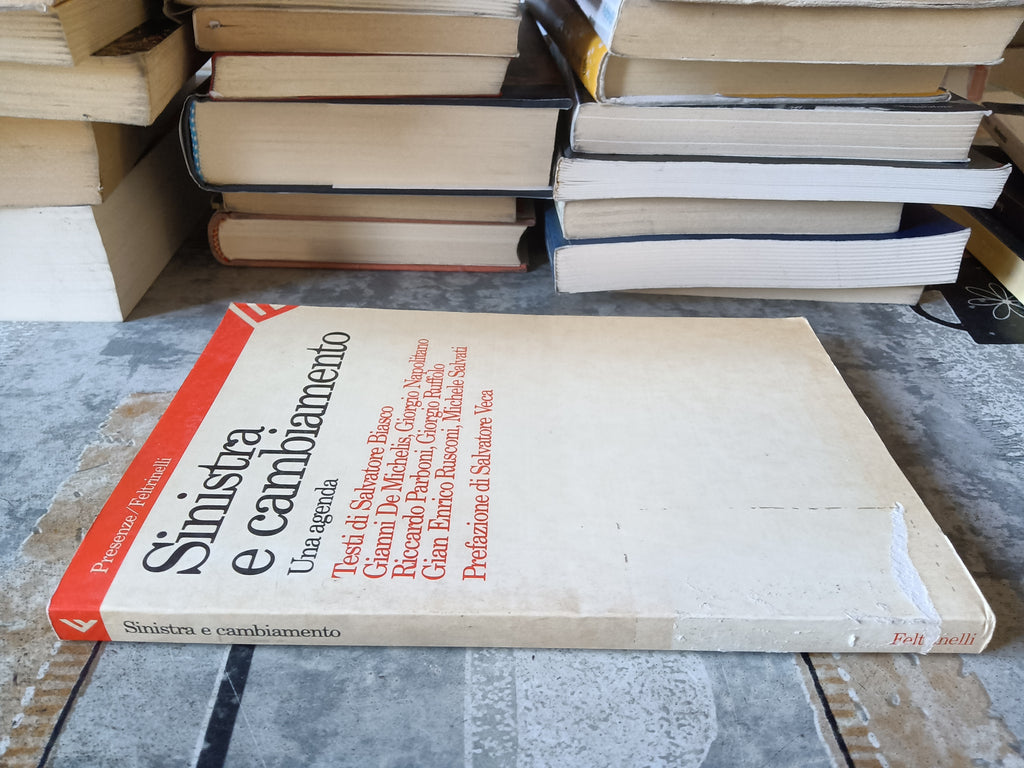 Presenze/Feltrinelli
Sinistra
e cambiamento
Una agenda
Testi di Salvatore Biasco
Gianni De Michelis, Giorgio Napolitano
Riccardo Parboni, Giorgio Ruffolo
Gian Enrico Rusconi, Michele Salvati
Prefazione di Salvatore Veca
Sinistra e cambiamento
Feltrinelli